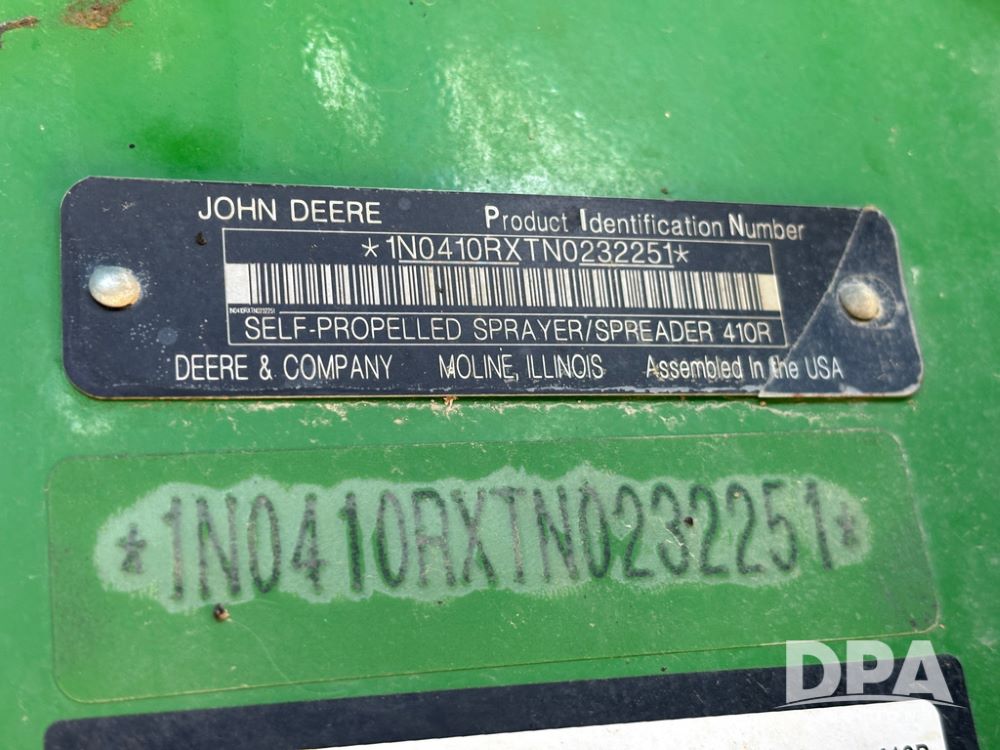 JOHN DEERE Product Identification Number
*1N0410RXTN0232251*
1N0410RXTN0232251
SELF-PROPELLED SPRAYER/SPREADER 410R
DEERE & COMPANY MOLINE, ILLINOIS Assembled In the USA
*1N0410RXTN0232251*
DPA